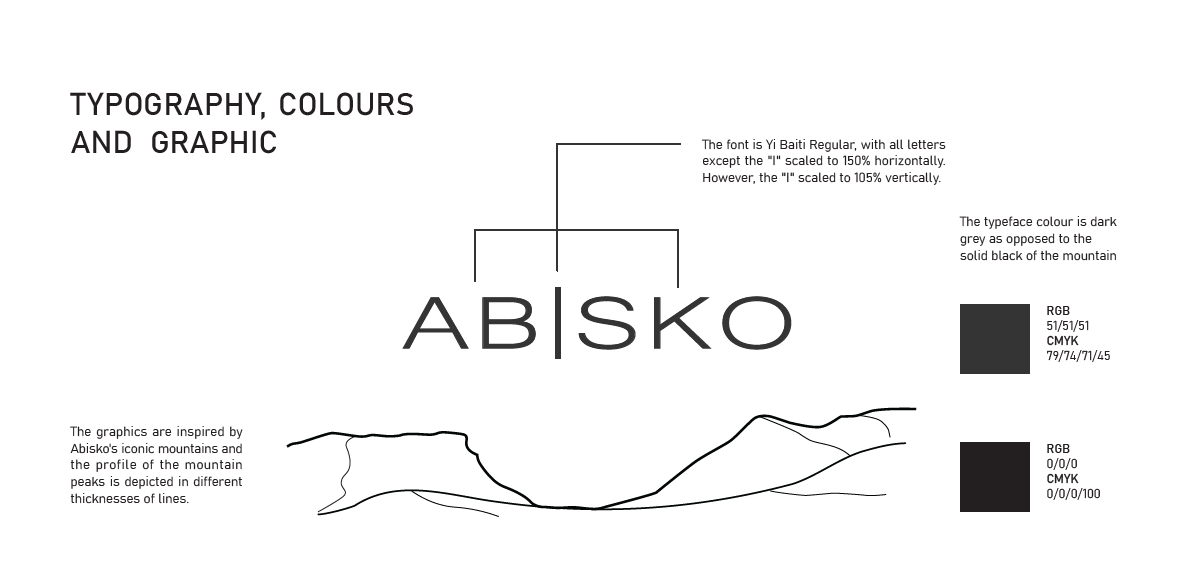 TYPOGRAPHY, COLOURS
AND GRAPHIC
The font is Yi Baiti Regular, with all letters
except the "I" scaled to 150% horizontally.
However, the "I" scaled to 105% vertically.
The typeface colour is dark
grey as opposed to the
solid black of the mountain
ABISKO
RGB
51/51/51
CMYK
79/74/71/45
The graphics are inspired by
Abisko's iconic mountains and
the profile of the mountain
peaks is depicted in different
thicknesses of lines.
RGB
0/0/0
CMYK
0/0/0/100